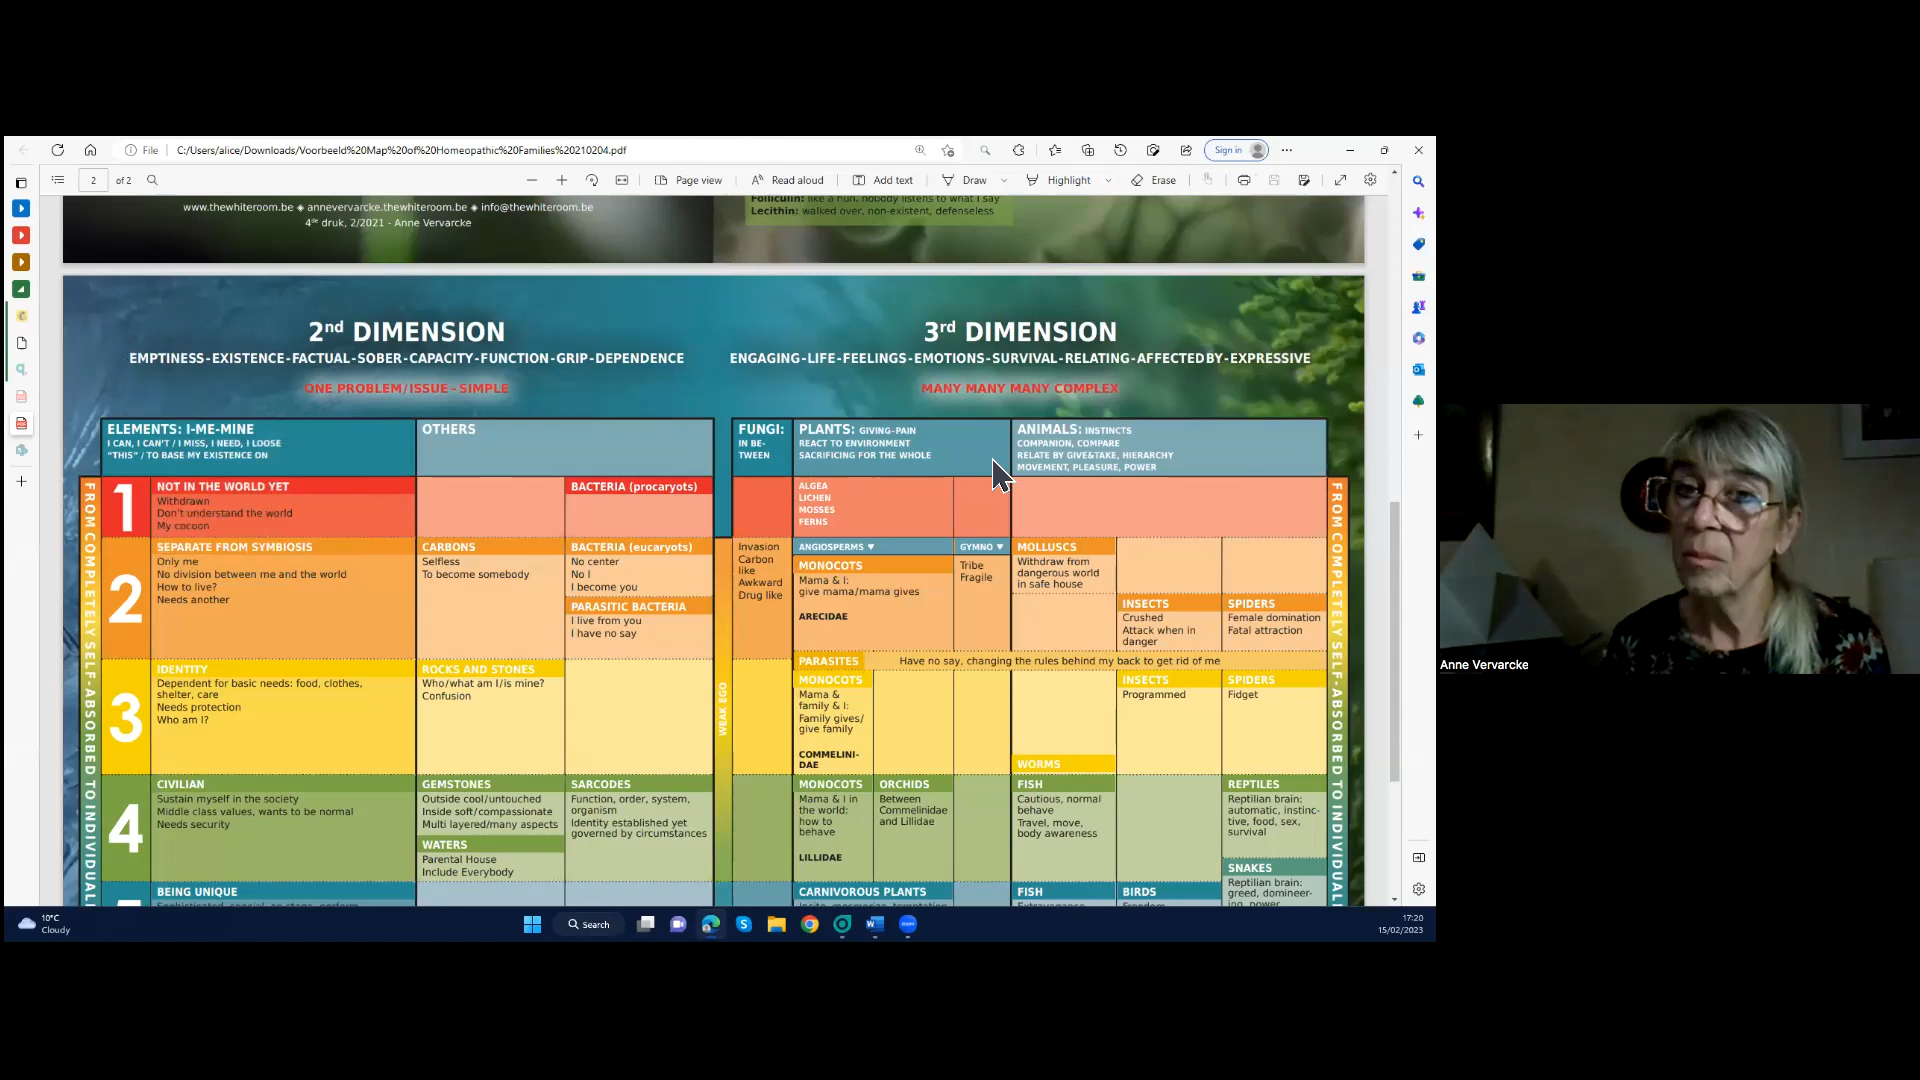 File
C:/Users/alice/Downloads/Voorbeeld%20Map%20of%20Homeopathic%20Families%20210204.pdf
Sign in
2
of 2
Page view
Read aloud
Add text
Draw
Highlight
Erase
www.thewhiteroom.be ◈ annevervarcke.thewhiteroom.be ◈ info@thewhiteroom.be
4de druk, 2/2021 - Anne Vervarcke
Folliculin: like a nun, nobody listens to what I say
Lecithin: walked over, non-existent, defenseless
2nd DIMENSION
EMPTINESS-EXISTENCE-FACTUAL-SOBER-CAPACITY-FUNCTION-GRIP-DEPENDENCE
ONE PROBLEM/ISSUE - SIMPLE
3rd DIMENSION
ENGAGING-LIFE-FEELINGS-EMOTIONS-SURVIVAL-RELATING-AFFECTED BY-EXPRESSIVE
MANY MANY MANY COMPLEX
ELEMENTS: I-ME-MINE
I CAN, I CAN'T / I MISS, I NEED, I LOOSE
"THIS" / TO BASE MY EXISTENCE ON
OTHERS
FUNGI:
IN BE-
TWEEN
PLANTS: GIVING-PAIN
REACT TO ENVIRONMENT
SACRIFICING FOR THE WHOLE
ANIMALS: INSTINCTS
COMPANION, COMPARE
RELATE BY GIVE&TAKE, HIERARCHY
MOVEMENT, PLEASURE, POWER
FROM COMPLETELY SELF-ABSORBED TO INDIVIDUAL
1
NOT IN THE WORLD YET
Withdrawn
Don't understand the world
My cocoon
BACTERIA (procaryots)
ALGEA
LICHEN
MOSSES
FERNS
2
SEPARATE FROM SYMBIOSIS
Only me
No division between me and the world
How to live?
Needs another
CARBONS
Selfless
To become somebody
BACTERIA (eucaryots)
No center
No I
I become you
PARASITIC BACTERIA
I live from you
I have no say
WEAK EGO
Invasion
Carbon
like
Awkward
Drug like
ANGIOSPERMS ▼
GYMNO ▼
MONOCOTS
Mama & I:
give mama/mama gives
ARECIDAE
Tribe
Fragile
MOLLUSCS
Withdraw from
dangerous world
in safe house
INSECTS
Crushed
Attack when in
danger
SPIDERS
Female domination
Fatal attraction
PARASITES
Have no say, changing the rules behind my back to get rid of me
3
IDENTITY
Dependent for basic needs: food, clothes,
shelter, care
Needs protection
Who am I?
ROCKS AND STONES
Who/what am I/is mine?
Confusion
MONOCOTS
Mama &
family & I:
Family gives/
give family
COMMELINI-
DAE
WORMS
INSECTS
Programmed
SPIDERS
Fidget
4
CIVILIAN
Sustain myself in the society
Middle class values, wants to be normal
Needs security
GEMSTONES
Outside cool/untouched
Inside soft/compassionate
Multi layered/many aspects
WATERS
Parental House
Include Everybody
SARCODES
Function, order, system,
organism
Identity established yet
governed by circumstances
MONOCOTS
Mama & I in
the world:
how to
behave
LILLIDAE
ORCHIDS
Between
Commelinidae
and Lillidae
FISH
Cautious, normal
behave
Travel, move,
body awareness
REPTILES
Reptilian brain:
automatic, instinc-
tive, food, sex,
survival
SNAKES
Reptilian brain:
greed, domineer-
ing, power
BEING UNIQUE
CARNIVOROUS PLANTS
FISH
Extravagance
BIRDS
Freedom
FROM COMPLETELY SELF-ABSORBED TO INDIVIDUAL
Anne Vervarcke
10°C
Cloudy
Search
17:20
15/02/2023